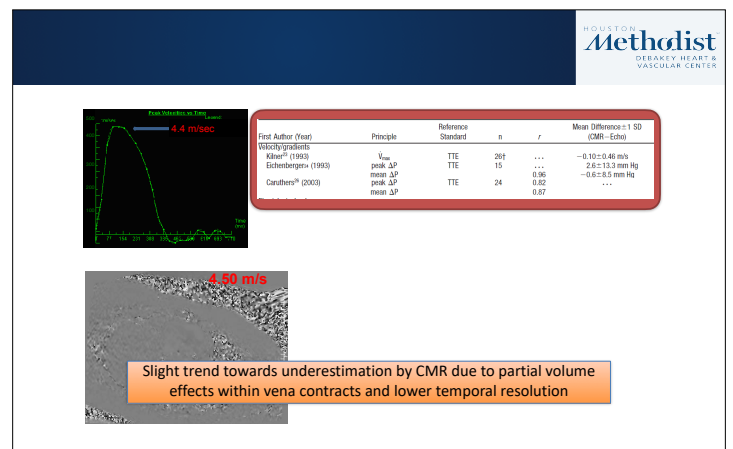 HOUSTON
Methodist
DEBAKEY HEART &
VASCULAR CENTER
Peak Velocities vs Time
4.4 m/sec
Time
(ms)
Reference Mean Difference±1 SD
First Author (Year) Principle Standard n r (CMR−Echo)
Velocity/gradients
Kilner²³ (1993) V̇max TTE 26† ... −0.10±0.46 m/s
(1993) peak ΔP TTE 15 ... 2.6±13.3 mm Hg
mean ΔP 0.96 −0.6±8.5 mm Hg
Caruthers²⁶ (2003) peak ΔP TTE 24 0.82 ...
mean ΔP 0.87
4.50 m/s
Slight trend towards underestimation by CMR due to partial volume
effects within vena contracts and lower temporal resolution